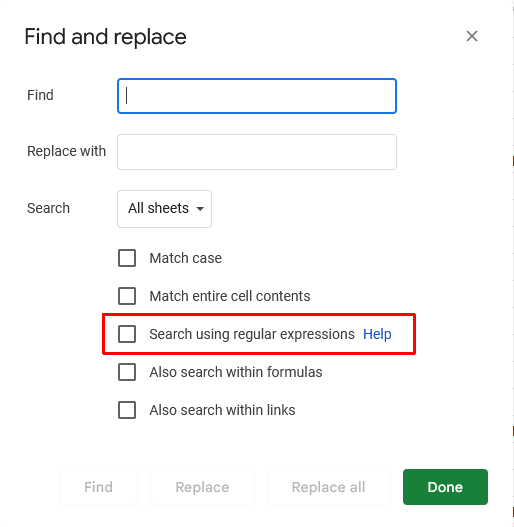 Find and replace
Find
Replace with
Search All sheets
Match case
Match entire cell contents
Search using regular expressions Help
Also search within formulas
Also search within links
Find Replace Replace all Done